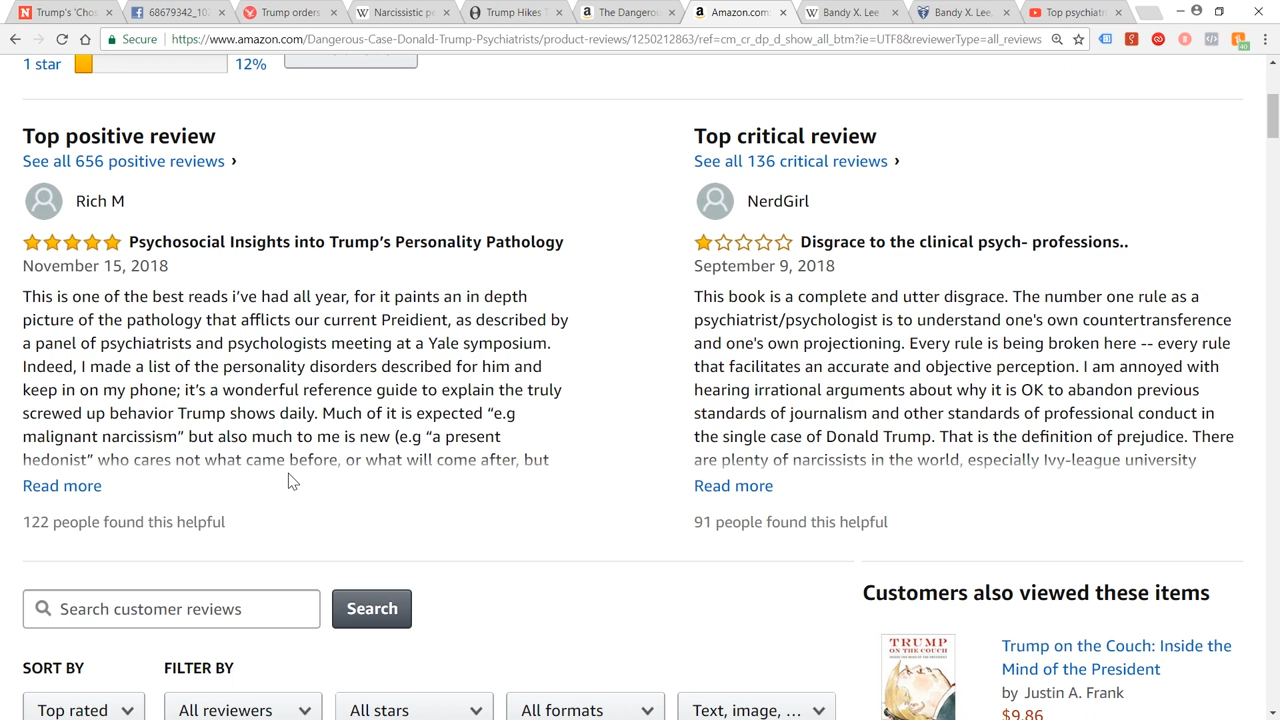 Trump's 'Chos
68679342_10
Trump orders
Narcissistic pe
Trump Hikes T
The Dangerou
Amazon.com:
Bandy X. Lee
Bandy X. Lee,
Top psychiatr
Secure https://www.amazon.com/Dangerous-Case-Donald-Trump-Psychiatrists/product-reviews/1250212863/ref=cm_cr_dp_d_show_all_btm?ie=UTF8&reviewerType=all_reviews
40
1 star 12%
Top positive review
See all 656 positive reviews ›
Rich M
Psychosocial Insights into Trump’s Personality Pathology
November 15, 2018
This is one of the best reads i’ve had all year, for it paints an in depth
picture of the pathology that afflicts our current Preident, as described by
a panel of psychiatrists and psychologists meeting at a Yale symposium.
Indeed, I made a list of the personality disorders described for him and
keep in on my phone; it’s a wonderful reference guide to explain the truly
screwed up behavior Trump shows daily. Much of it is expected “e.g
malignant narcissism” but also much to me is new (e.g “a present
hedonist” who cares not what came before, or what will come after, but
Read more
122 people found this helpful
Top critical review
See all 136 critical reviews ›
NerdGirl
Disgrace to the clinical psych- professions..
September 9, 2018
This book is a complete and utter disgrace. The number one rule as a
psychiatrist/psychologist is to understand one's own countertransference
and one's own projectioning. Every rule is being broken here -- every rule
that facilitates an accurate and objective perception. I am annoyed with
hearing irrational arguments about why it is OK to abandon previous
standards of journalism and other standards of professional conduct in
the single case of Donald Trump. That is the definition of prejudice. There
are plenty of narcissists in the world, especially Ivy-league university
Read more
91 people found this helpful
Search customer reviews
Search
SORT BY
FILTER BY
Top rated
All reviewers
All stars
All formats
Text, image, ...
Customers also viewed these items
TRUMP
ON THE COUCH
Trump on the Couch: Inside the
Mind of the President
by Justin A. Frank
$9.86